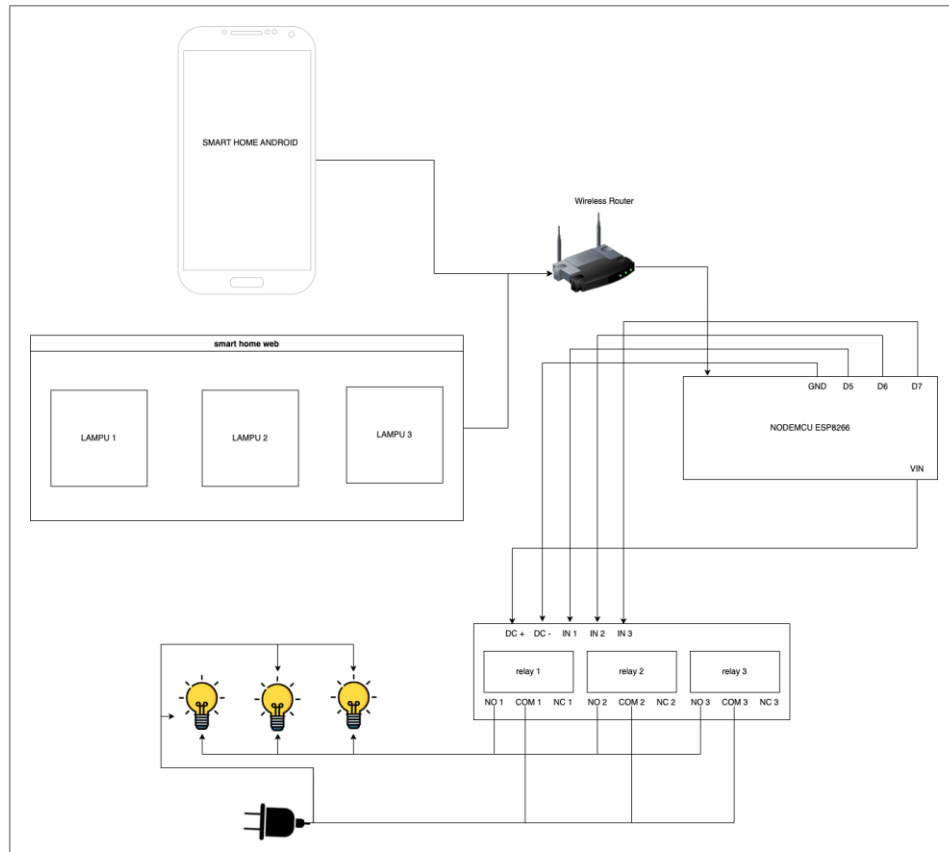 SMART HOME ANDROID
Wireless Router
smart home web
LAMPU 1
LAMPU 2
LAMPU 3
GND D5 D6 D7
NODEMCU ESP8266
VIN
DC + DC - IN 1 IN 2 IN 3
relay 1 relay 2 relay 3
NO 1 COM 1 NC 1 NO 2 COM 2 NC 2 NO 3 COM 3 NC 3